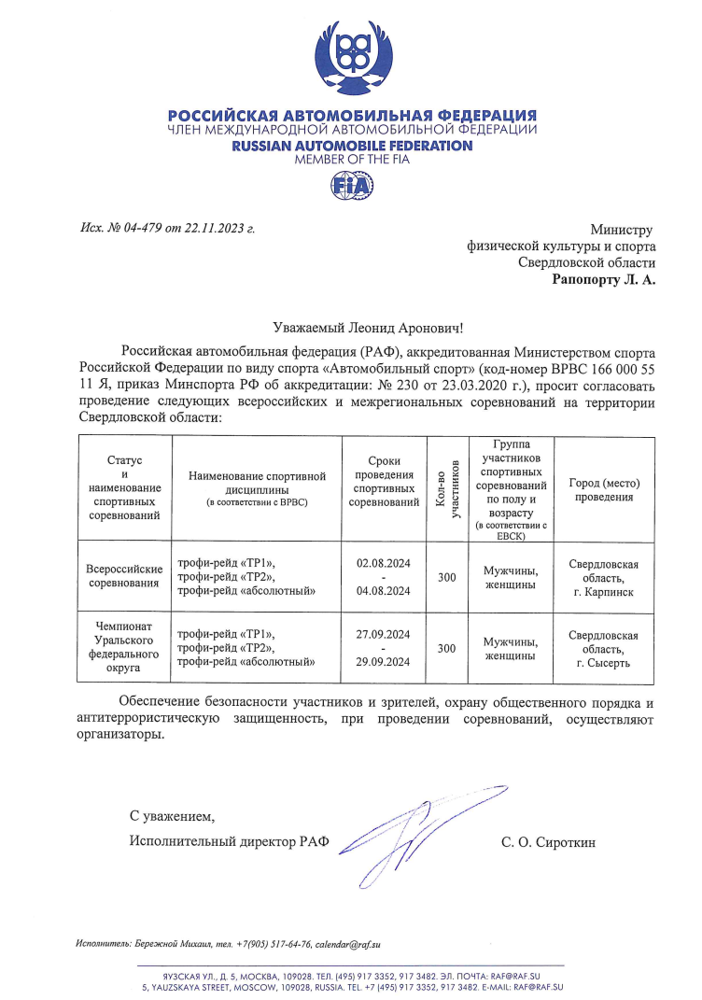 РАФ
РОССИЙСКАЯ АВТОМОБИЛЬНАЯ ФЕДЕРАЦИЯ
ЧЛЕН МЕЖДУНАРОДНОЙ АВТОМОБИЛЬНОЙ ФЕДЕРАЦИИ
RUSSIAN AUTOMOBILE FEDERATION
MEMBER OF THE FIA
FiA
Исх. № 04-479 от 22.11.2023 г.
Министру
физической культуры и спорта
Свердловской области
Рапопорту Л. А.
Уважаемый Леонид Аронович!
Российская автомобильная федерация (РАФ), аккредитованная Министерством спорта
Российской Федерации по виду спорта «Автомобильный спорт» (код-номер ВРВС 166 000 55
11 Я, приказ Минспорта РФ об аккредитации: № 230 от 23.03.2020 г.), просит согласовать
проведение следующих всероссийских и межрегиональных соревнований на территории
Свердловской области:
Статус
и
наименование
спортивных
соревнований
Наименование спортивной
дисциплины
(в соответствии с ВРВС)
Сроки
проведения
спортивных
соревнований
Кол-во
участников
Группа
участников
спортивных
соревнований
по полу и
возрасту
(в соответствии с
ЕВСК)
Город (место)
проведения
Всероссийские
соревнования
трофи-рейд «ТР1»,
трофи-рейд «ТР2»,
трофи-рейд «абсолютный»
02.08.2024
-
04.08.2024
300
Мужчины,
женщины
Свердловская
область,
г. Карпинск
Чемпионат
Уральского
федерального
округа
трофи-рейд «ТР1»,
трофи-рейд «ТР2»,
трофи-рейд «абсолютный»
27.09.2024
-
29.09.2024
300
Мужчины,
женщины
Свердловская
область,
г. Сысерть
Обеспечение безопасности участников и зрителей, охрану общественного порядка и
антитеррористическую защищенность, при проведении соревнований, осуществляют
организаторы.
С уважением,
Исполнительный директор РАФ
С. О. Сироткин
Исполнитель: Бережной Михаил, тел. +7(905) 517-64-76, calendar@raf.su
ЯУЗСКАЯ УЛ., Д. 5, МОСКВА, 109028. ТЕЛ. (495) 917 3352, 917 3482. ЭЛ. ПОЧТА: RAF@RAF.SU
5, YAUZSKAYA STREET, MOSCOW, 109028, RUSSIA. TEL. +7 (495) 917 3352, 917 3482. E-MAIL: RAF@RAF.SU